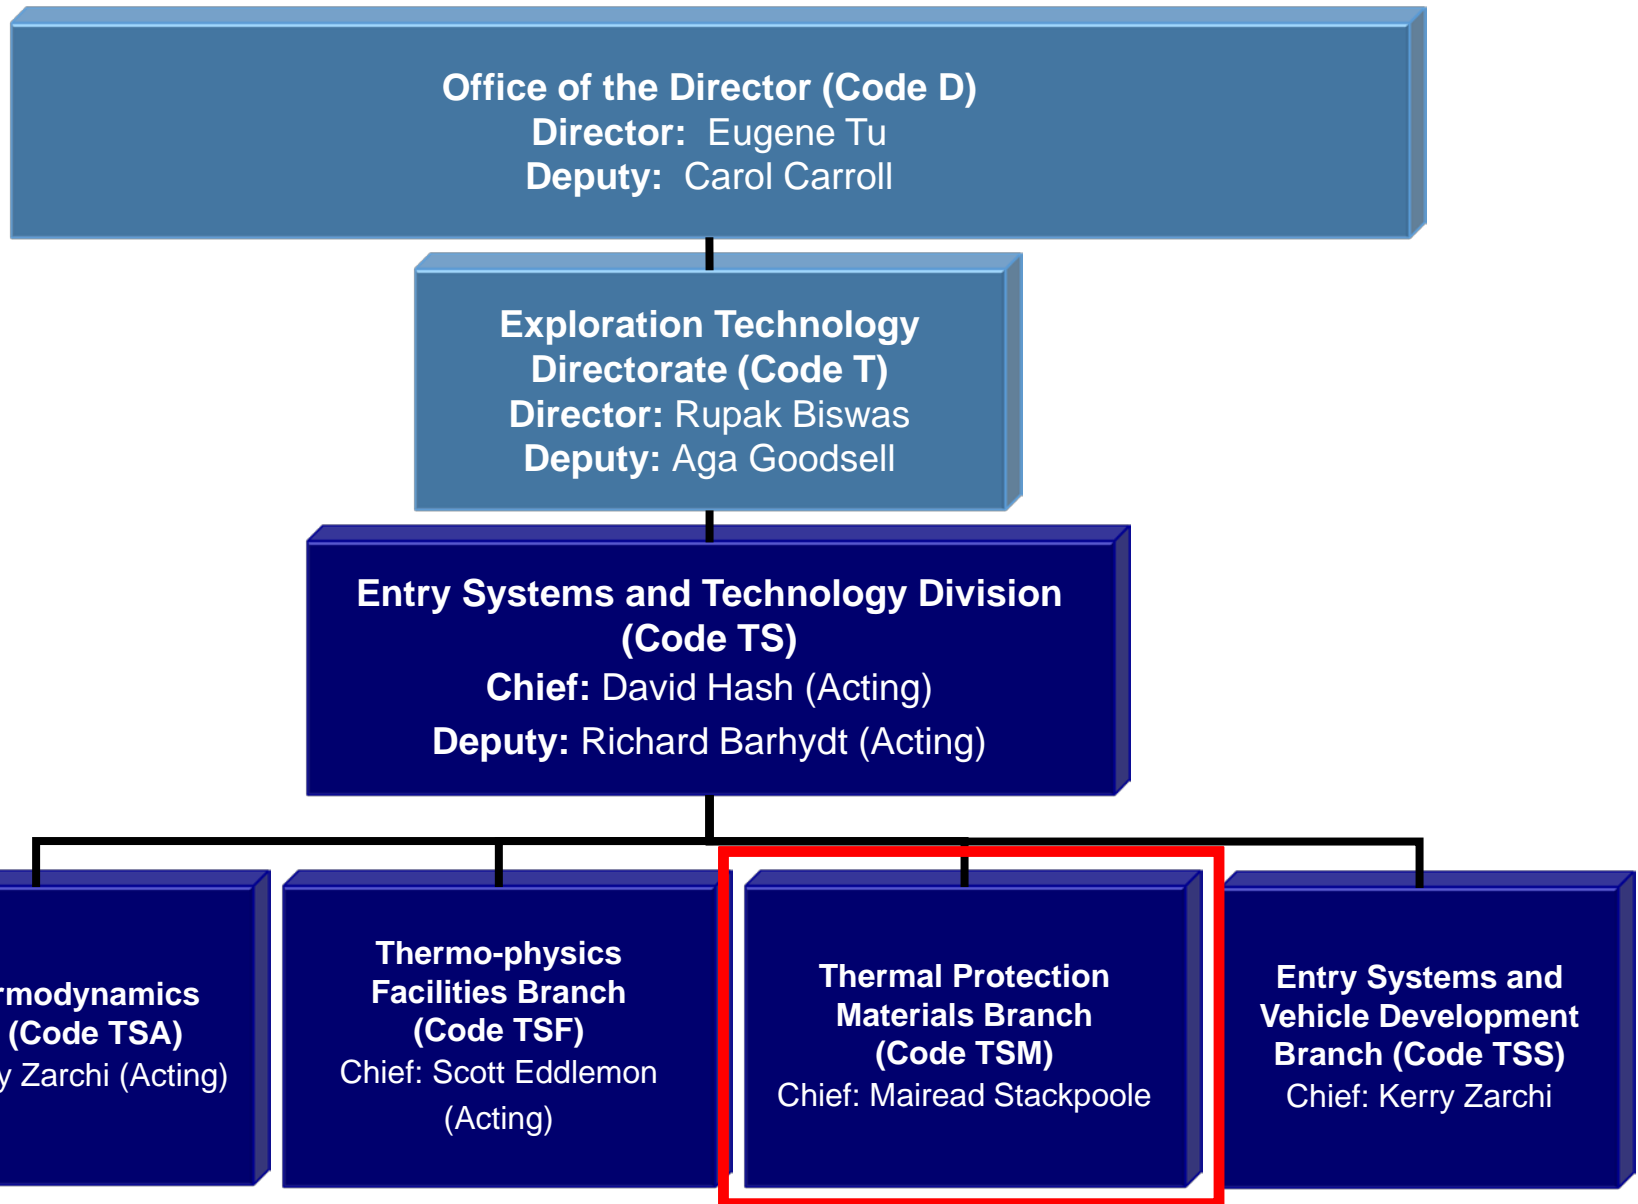 Office of the Director (Code D)
Director: Eugene Tu
Deputy: Carol Carroll
Exploration Technology
Directorate (Code T)
Director: Rupak Biswas
Deputy: Aga Goodsell
Entry Systems and Technology Division
(Code TS)
Chief: David Hash (Acting)
Deputy: Richard Barhydt (Acting)
(Code TSA)
Zarchi (Acting)
Thermo-physics
Facilities Branch
(Code TSF)
Chief: Scott Eddlemon
(Acting)
Thermal Protection
Materials Branch
(Code TSM)
Chief: Mairead Stackpoole
Entry Systems and
Vehicle Development
Branch (Code TSS)
Chief: Kerry Zarchi